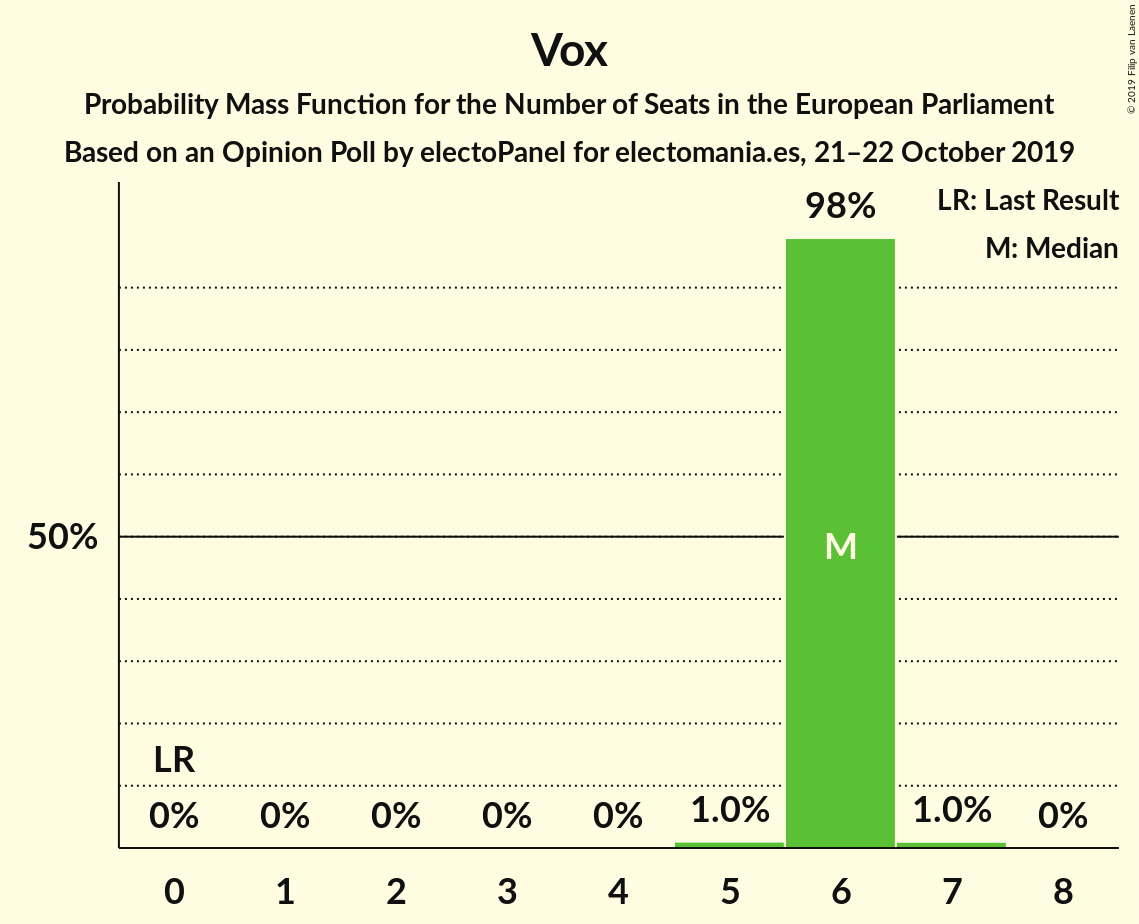 Vox
Probability Mass Function for the Number of Seats in the European Parliament
Based on an Opinion Poll by electoPanel for electomania.es, 21–22 October 2019
© 2019 Filip van Laenen
LR: Last Result
M: Median
98%
50%
M
LR
0% 0% 0% 0% 0% 1.0% 1.0% 0%
0 1 2 3 4 5 6 7 8